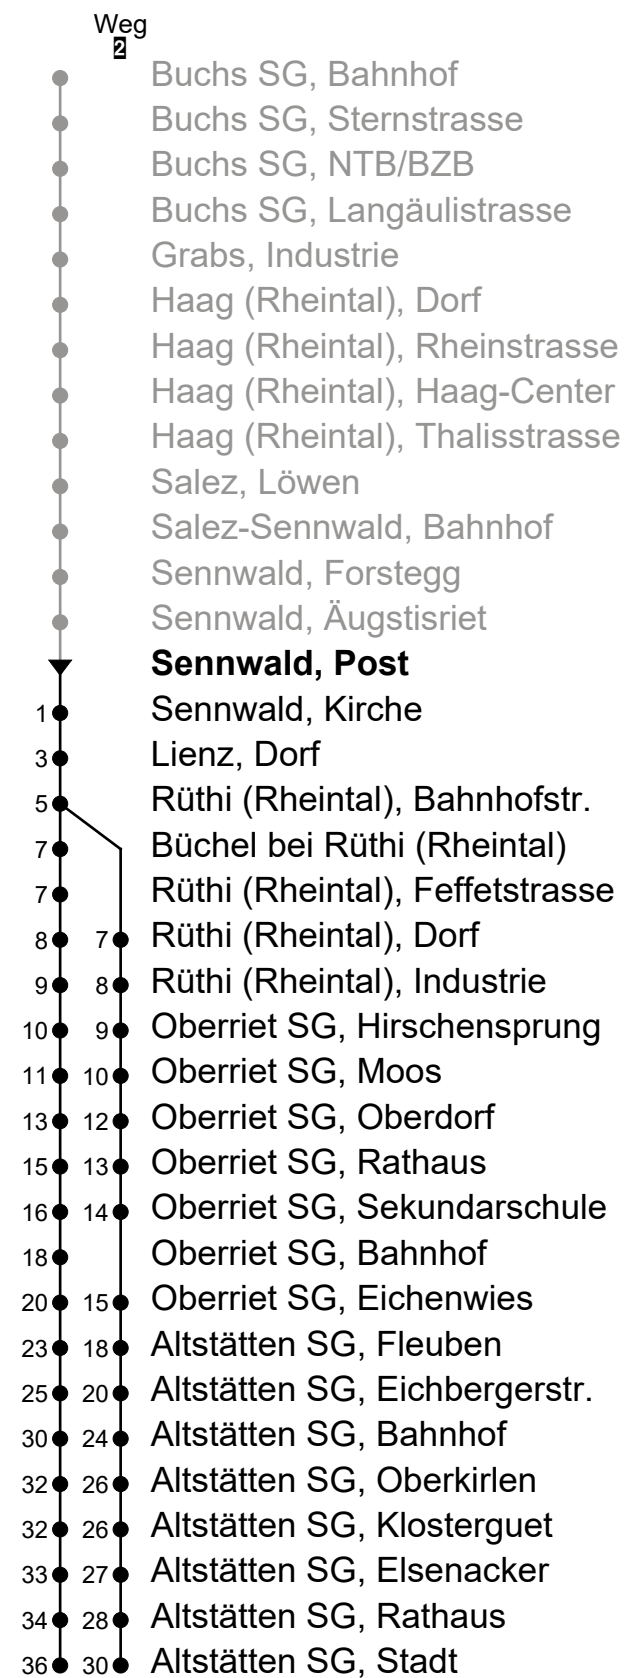 Weg
2
Buchs SG, Bahnhof
Buchs SG, Sternstrasse
Buchs SG, NTB/BZB
Buchs SG, Langäulistrasse
Grabs, Industrie
Haag (Rheintal), Dorf
Haag (Rheintal), Rheinstrasse
Haag (Rheintal), Haag-Center
Haag (Rheintal), Thalisstrasse
Salez, Löwen
Salez-Sennwald, Bahnhof
Sennwald, Forstegg
Sennwald, Äugstisriet
Sennwald, Post
1 Sennwald, Kirche
3 Lienz, Dorf
5 Rüthi (Rheintal), Bahnhofstr.
7 Büchel bei Rüthi (Rheintal)
7 Rüthi (Rheintal), Feffetstrasse
8 7 Rüthi (Rheintal), Dorf
9 8 Rüthi (Rheintal), Industrie
10 9 Oberriet SG, Hirschensprung
11 10 Oberriet SG, Moos
13 12 Oberriet SG, Oberdorf
15 13 Oberriet SG, Rathaus
16 14 Oberriet SG, Sekundarschule
18 Oberriet SG, Bahnhof
20 15 Oberriet SG, Eichenwies
23 18 Altstätten SG, Fleuben
25 20 Altstätten SG, Eichbergerstr.
30 24 Altstätten SG, Bahnhof
32 26 Altstätten SG, Oberkirlen
32 26 Altstätten SG, Klosterguet
33 27 Altstätten SG, Elsenacker
34 28 Altstätten SG, Rathaus
36 30 Altstätten SG, Stadt